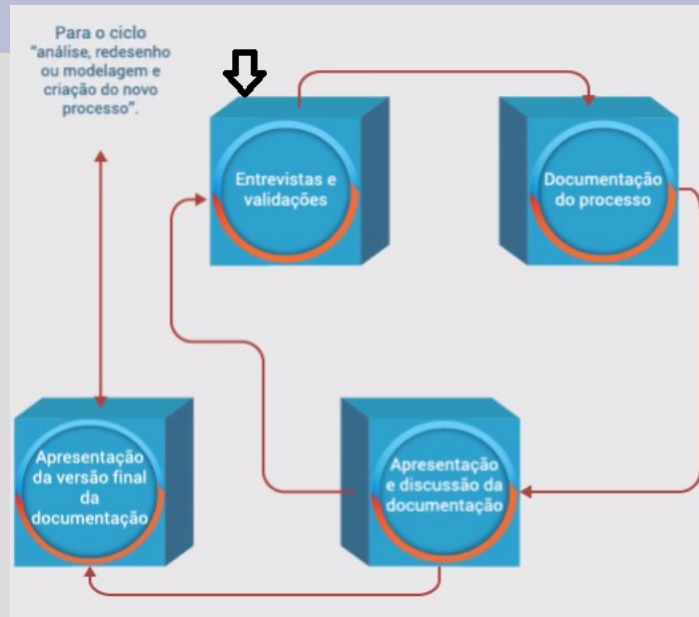 Para o ciclo
“análise, redesenho
ou modelagem e
criação do novo
processo”.
Entrevistas e
validações
Documentação
do processo
Apresentação
da versão final
da
documentação
Apresentação
e discussão da
documentação